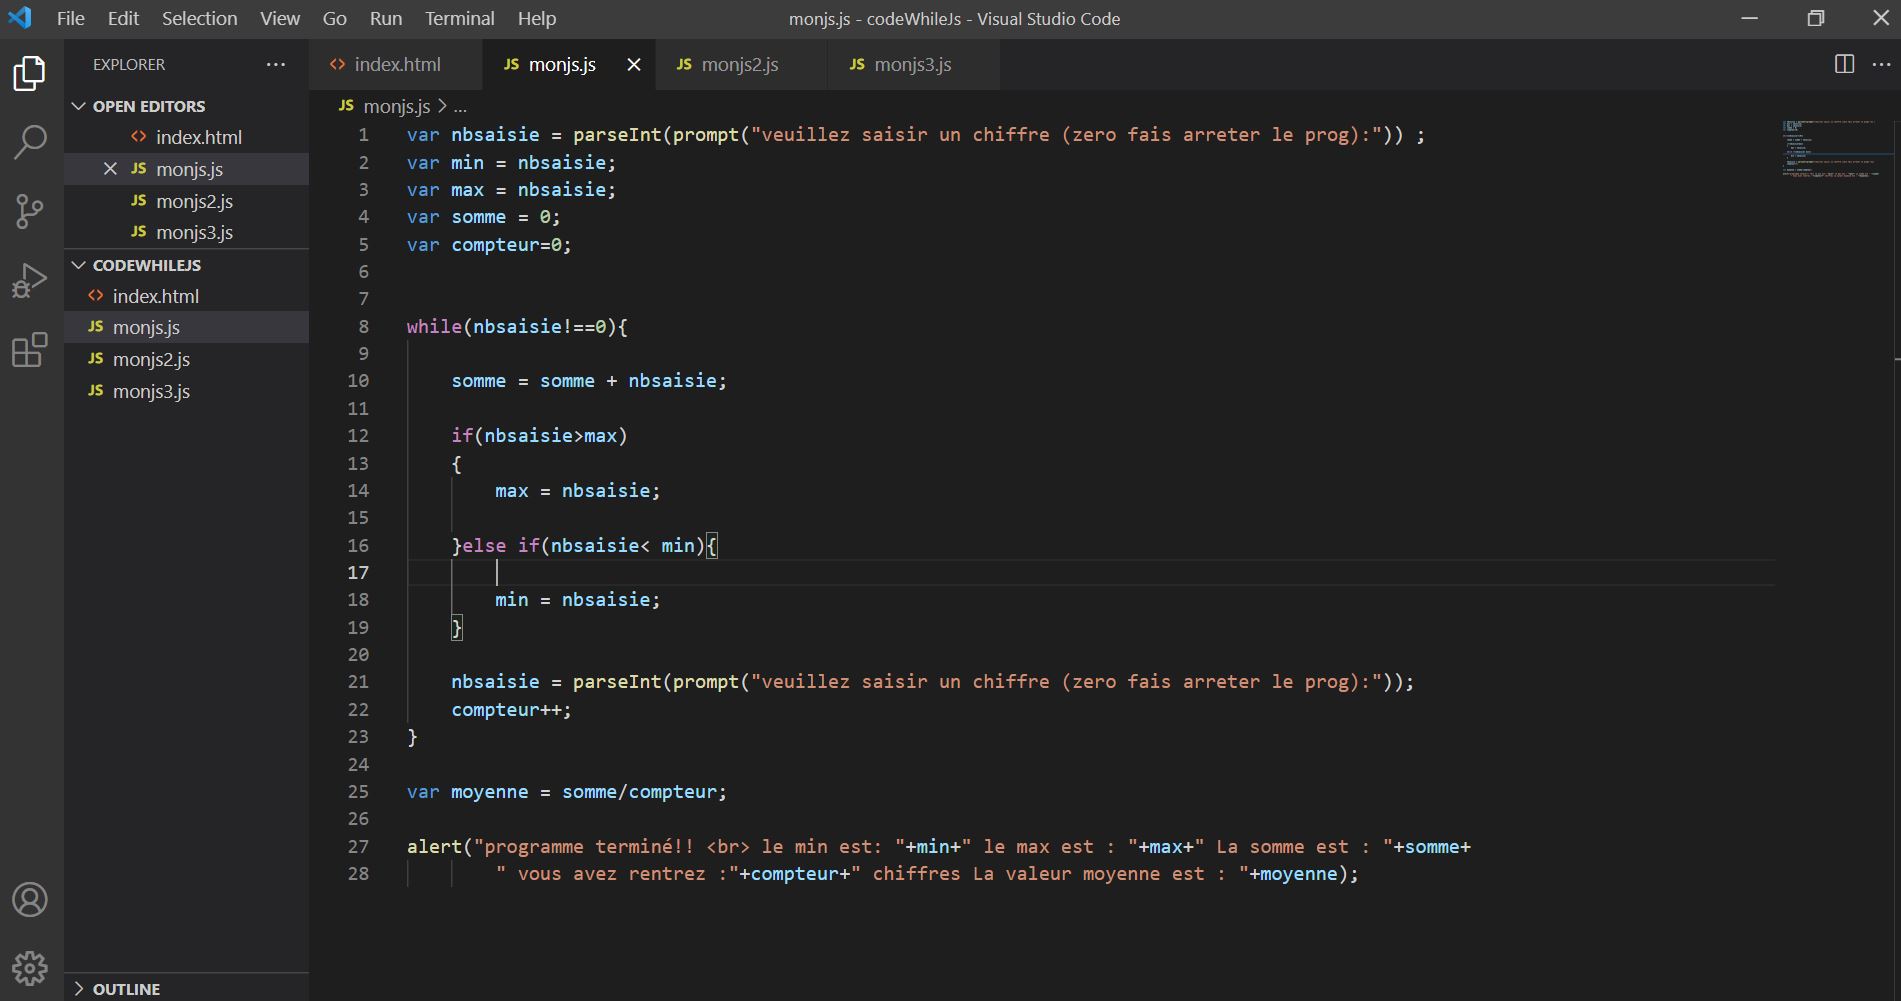 File Edit Selection View Go Run Terminal Help
monjs.js - codeWhileJs - Visual Studio Code
EXPLORER
OPEN EDITORS
index.html
JS monjs.js
JS monjs2.js
JS monjs3.js
CODEWHILEJS
index.html
JS monjs.js
JS monjs2.js
JS monjs3.js
OUTLINE
index.html JS monjs.js JS monjs2.js JS monjs3.js
JS monjs.js > ...
1 var nbsaisie = parseInt(prompt("veuillez saisir un chiffre (zero fais arreter le prog):")) ;
2 var min = nbsaisie;
3 var max = nbsaisie;
4 var somme = 0;
5 var compteur=0;
6
7
8 while(nbsaisie!==0){
9
10 somme = somme + nbsaisie;
11
12 if(nbsaisie>max)
13 {
14 max = nbsaisie;
15
16 }else if(nbsaisie< min){
17
18 min = nbsaisie;
19 }
20
21 nbsaisie = parseInt(prompt("veuillez saisir un chiffre (zero fais arreter le prog):"));
22 compteur++;
23 }
24
25 var moyenne = somme/compteur;
26
27 alert("programme terminé!! <br> le min est: "+min+" le max est : "+max+" La somme est : "+somme+
28 " vous avez rentrez :"+compteur+" chiffres La valeur moyenne est : "+moyenne);